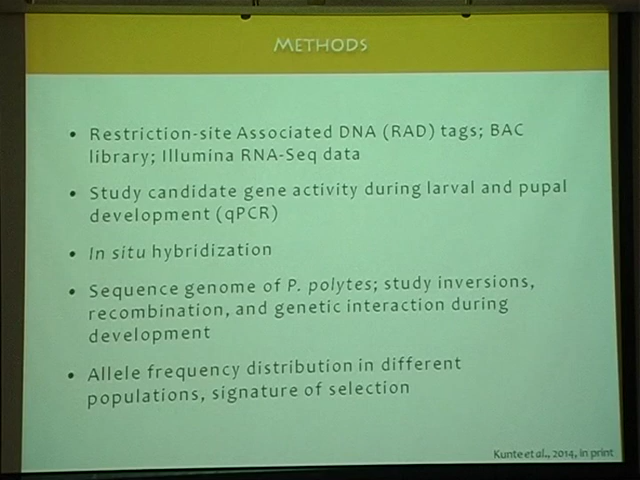 METHODS
• Restriction-site Associated DNA (RAD) tags; BAC
library; Illumina RNA-Seq data
• Study candidate gene activity during larval and pupal
development (qPCR)
• In situ hybridization
• Sequence genome of P. polytes; study inversions,
recombination, and genetic interaction during
development
• Allele frequency distribution in different
populations, signature of selection
Kunte et al., 2014, in print